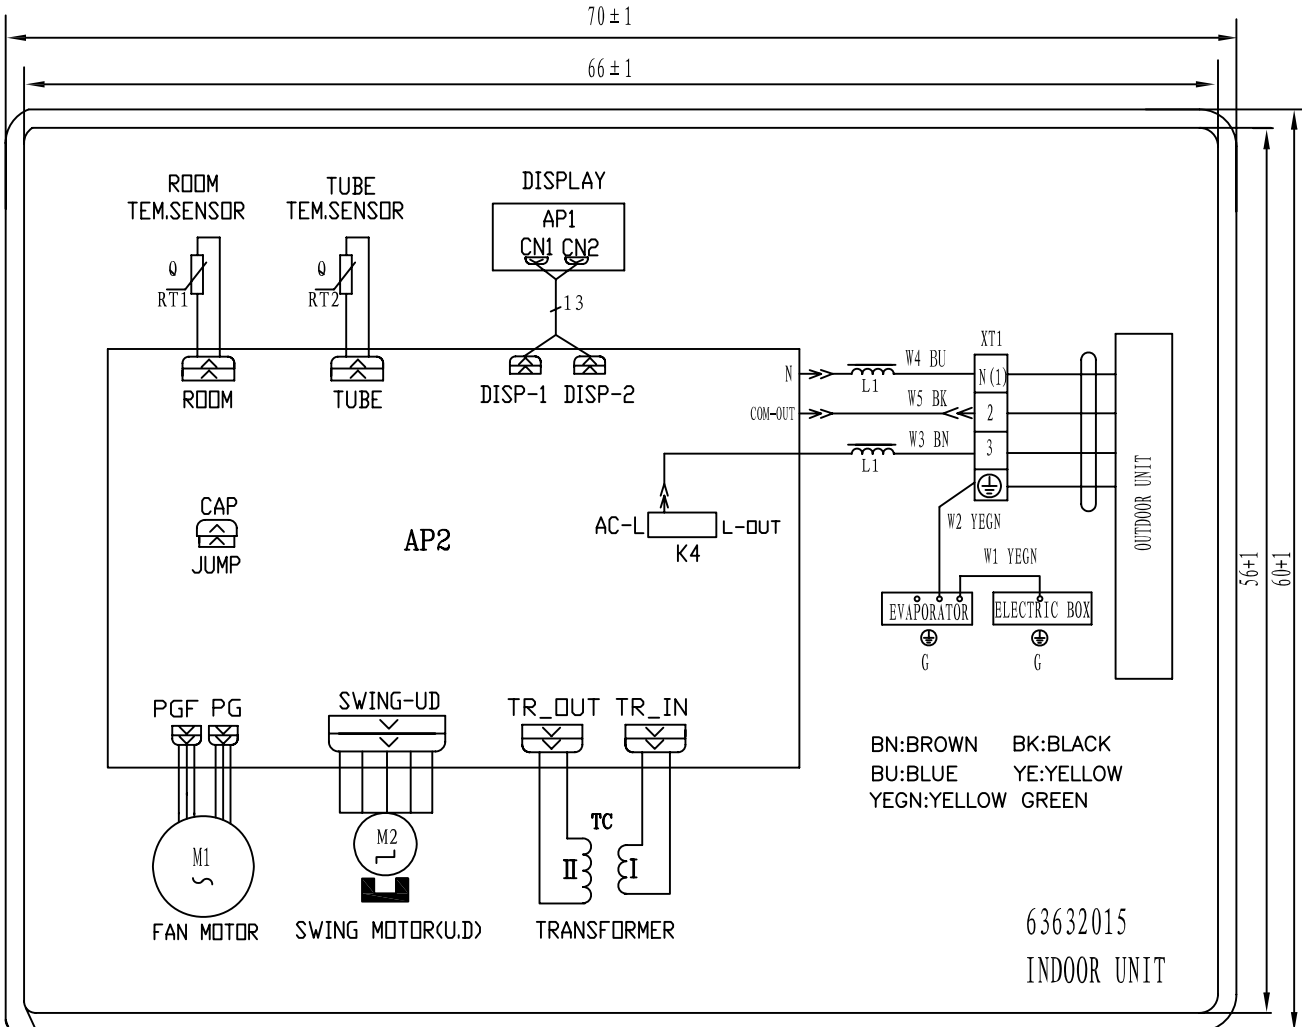 70±1
66±1
ROOM
TEM.SENSOR
TUBE
TEM.SENSOR
DISPLAY
AP1
CN1 CN2
RT1
RT2
13
ROOM
TUBE
DISP-1 DISP-2
N
COM-OUT
L1
W4 BU
W5 BK
W3 BN
L1
XT1
N(1)
2
3
OUTDOOR UNIT
CAP
JUMP
AP2
AC-L
L-OUT
K4
W2 YEGN
W1 YEGN
EVAPORATOR
ELECTRIC BOX
G
G
56±1
60±1
PGF PG
SWING-UD
TR_OUT TR_IN
BN:BROWN BK:BLACK
BU:BLUE YE:YELLOW
YEGN:YELLOW GREEN
M1
M2
TC
II
I
FAN MOTOR
SWING MOTOR(U.D)
TRANSFORMER
63632015
INDOOR UNIT